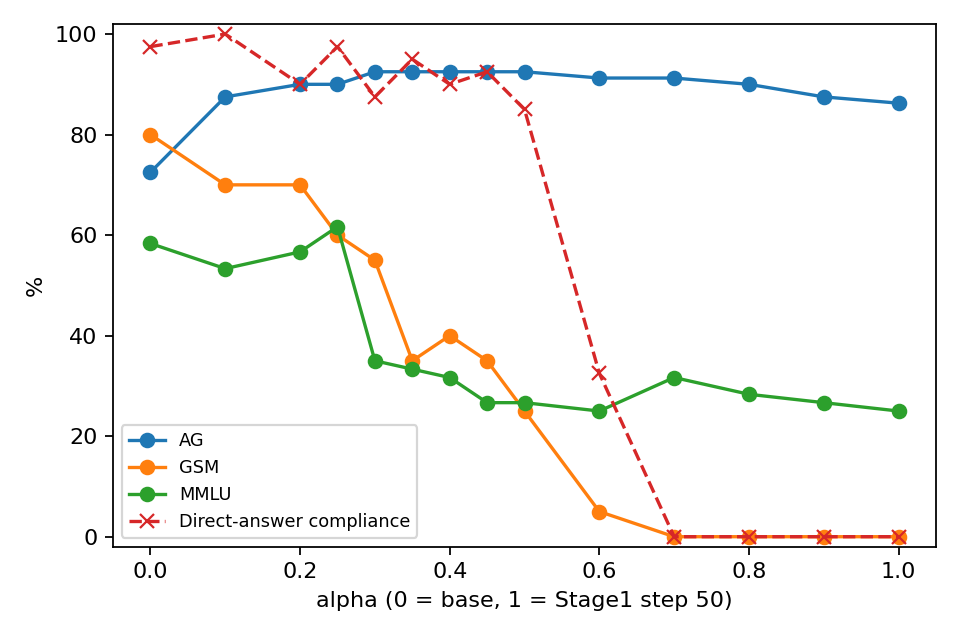 100
80
60
40
20
0
%
AG
GSM
MMLU
Direct-answer compliance
0.0 0.2 0.4 0.6 0.8 1.0
alpha (0 = base, 1 = Stage1 step 50)